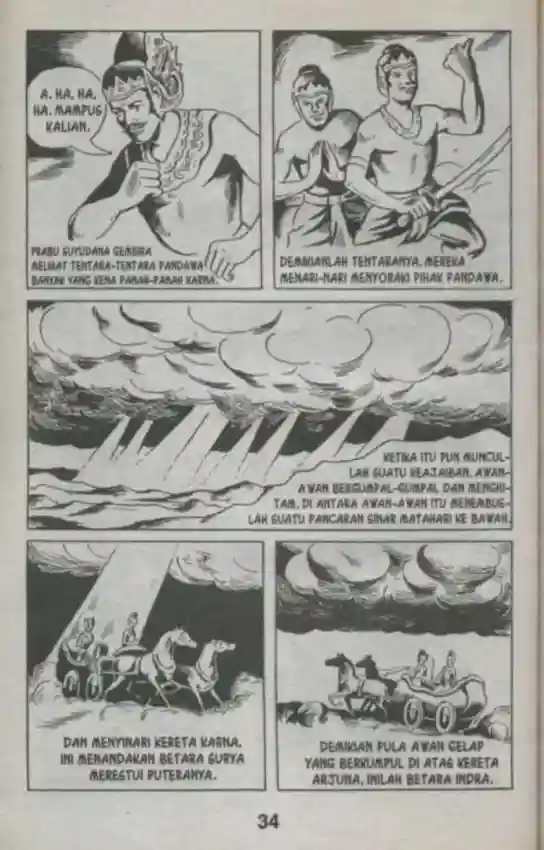 A. HA, HA,
HA. MAMPUS
KALIAN.
PRABU SUYUDANA GEMBIRA
MELIHAT TENTARA-TENTARA PANDAWA
BANYAK YANG KENA PANAH-PANAH KARNA.
DEMIKIANLAH TENTARANYA. MEREKA
MENARI-NARI MENYORAKI PIHAK PANDAWA.
KETIKA ITU PUN MUNCUL-
LAH SUATU KEAJAIBAN. AWAN-
AWAN BERGUMPAL-GUMPAL DAN MENGHI-
TAM. DI ANTARA AWAN-AWAN ITU MENEMBUS-
LAH SUATU PANCARAN SINAR MATAHARI KE BAWAH.
DAN MENYINARI KERETA KARNA.
INI MENANDAKAN BETARA SURYA
MERESTUI PUTERANYA.
DEMIKIAN PULA AWAN GELAP
YANG BERKUMPUL DI ATAS KERETA
ARJUNA, INILAH BETARA INDRA.
34